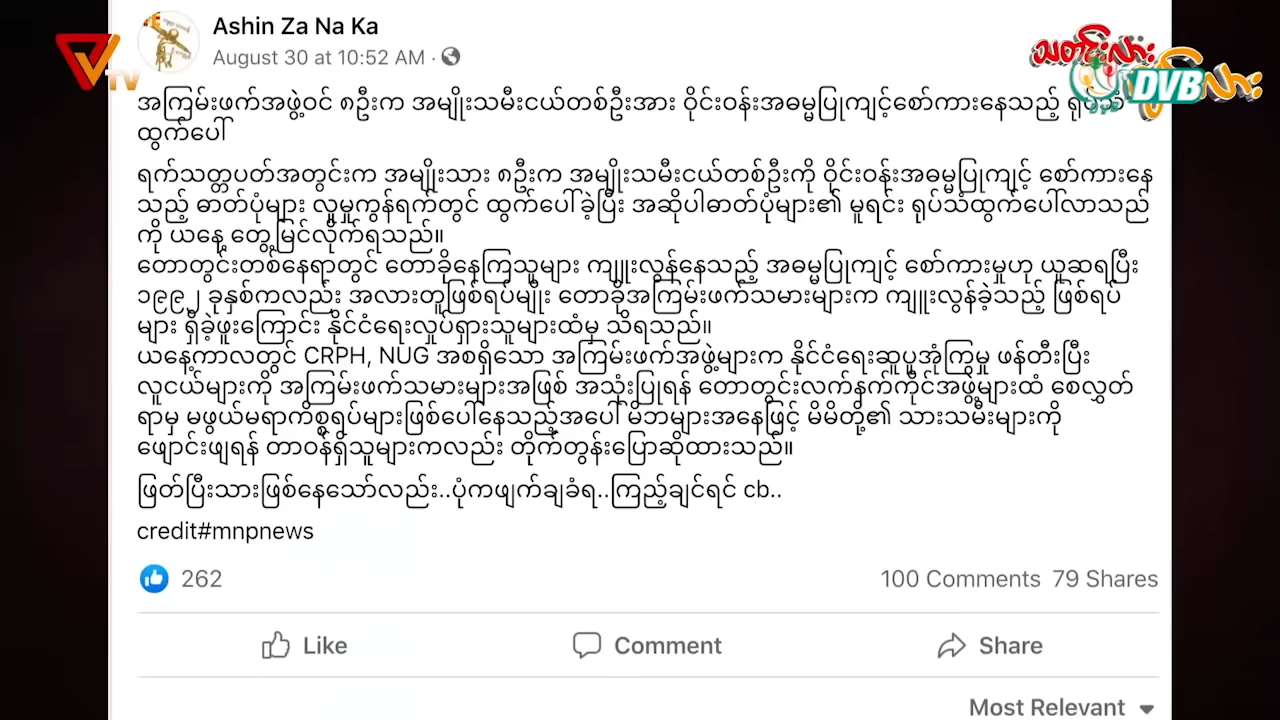 Ashin Za Na Ka
August 30 at 10:52 AM ·
TV
သတင်းလား
DVB
လား
အကြမ်းဖက်အဖွဲ့ဝင် ၈ဦးက အမျိုးသမီးငယ်တစ်ဦးအား ဝိုင်းဝန်းအဓမ္မပြုကျင့်စော်ကားနေသည့်
ထွက်ပေါ်
ရက်သတ္တပတ်အတွင်းက အမျိုးသား ၈ဦးက အမျိုးသမီးငယ်တစ်ဦးကို ဝိုင်းဝန်းအဓမ္မပြုကျင့် စော်ကားနေ
သည့် ဓာတ်ပုံများ လူမှုကွန်ရက်တွင် ထွက်ပေါ်ခဲ့ပြီး အဆိုပါဓာတ်ပုံများ၏ မူရင်း ရုပ်သံထွက်ပေါ်လာသည်
ကို ယနေ့ တွေ့မြင်လိုက်ရသည်။
တောတွင်းတစ်နေရာတွင် တောခိုနေကြသူများ ကျူးလွန်နေသည့် အဓမ္မပြုကျင့် စော်ကားမှုဟု ယူဆရပြီး
၁၉၉၂ ခုနှစ်ကလည်း အလားတူဖြစ်ရပ်မျိုး တောခိုအကြမ်းဖက်သမားများက ကျူးလွန်ခဲ့သည့် ဖြစ်ရပ်
များ ရှိခဲ့ဖူးကြောင်း နိုင်ငံရေးလှုပ်ရှားသူများထံမှ သိရသည်။
ယနေ့ကာလတွင် CRPH, NUG အစရှိသော အကြမ်းဖက်အဖွဲ့များက နိုင်ငံရေးဆူပူအုံကြွမှု ဖန်တီးပြီး
လူငယ်များကို အကြမ်းဖက်သမားများအဖြစ် အသုံးပြုရန် တောတွင်းလက်နက်ကိုင်အဖွဲ့များထံ စေလွှတ်
ရာမှ မဖွယ်မရာကိစ္စရပ်များဖြစ်ပေါ်နေသည့်အပေါ် မိဘများအနေဖြင့် မိမိတို့၏ သားသမီးများကို
ဖျောင်းဖျရန် တာဝန်ရှိသူများကလည်း တိုက်တွန်းပြောဆိုထားသည်။
ဖြတ်ပြီးသားဖြစ်နေသော်လည်း..ပုံကဖျက်ချခံရ..ကြည့်ချင်ရင် cb..
credit#mnpnews
262
100 Comments 79 Shares
Like
Comment
Share
Most Relevant